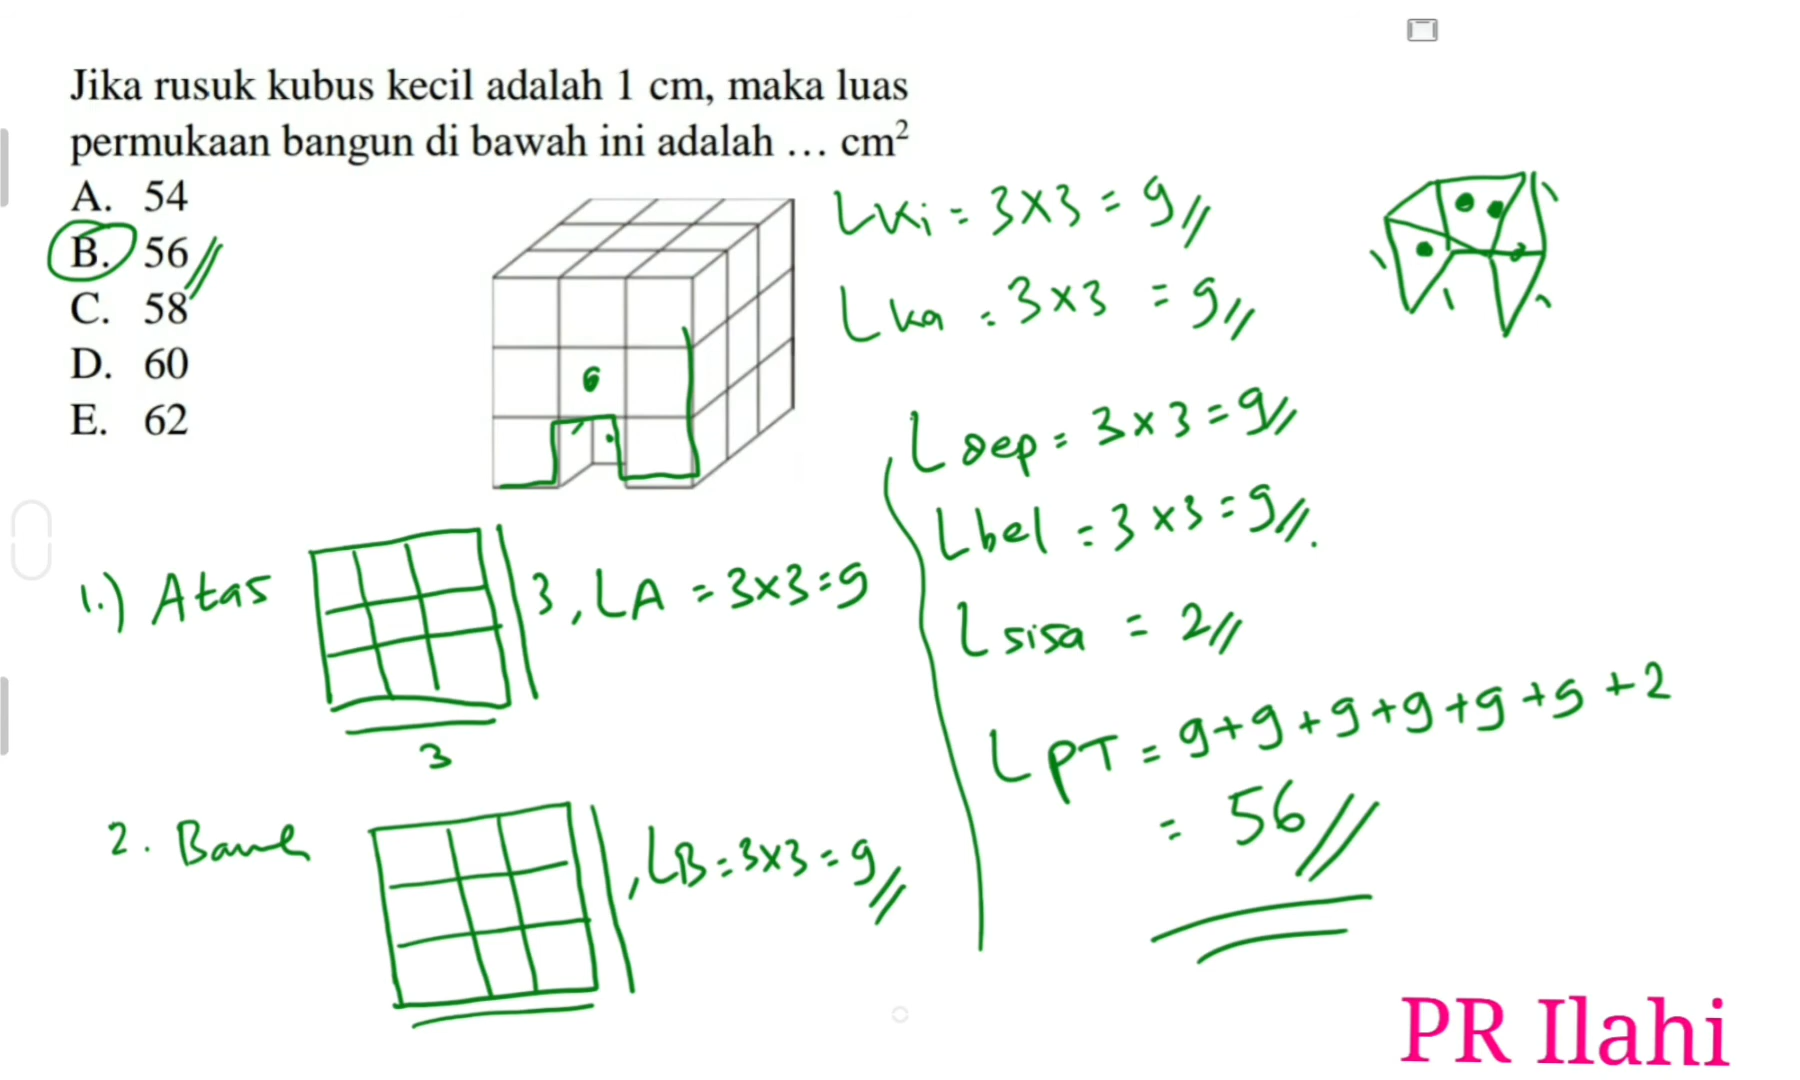 Jika rusuk kubus kecil adalah 1 cm, maka luas
permukaan bangun di bawah ini adalah … cm²
A. 54
B. 56
C. 58
D. 60
E. 62
6
1.) Atas
3, LA = 3x3=9
3
2.
, LB=3x3=9
Lki = 3x3 = 9
Lka = 3x3 = 9
Ldep = 3x3=9
Lbel = 3x3=9
Lsisa = 2
LPT = 9+9+9+9+9+9+2
= 56
PR Ilahi